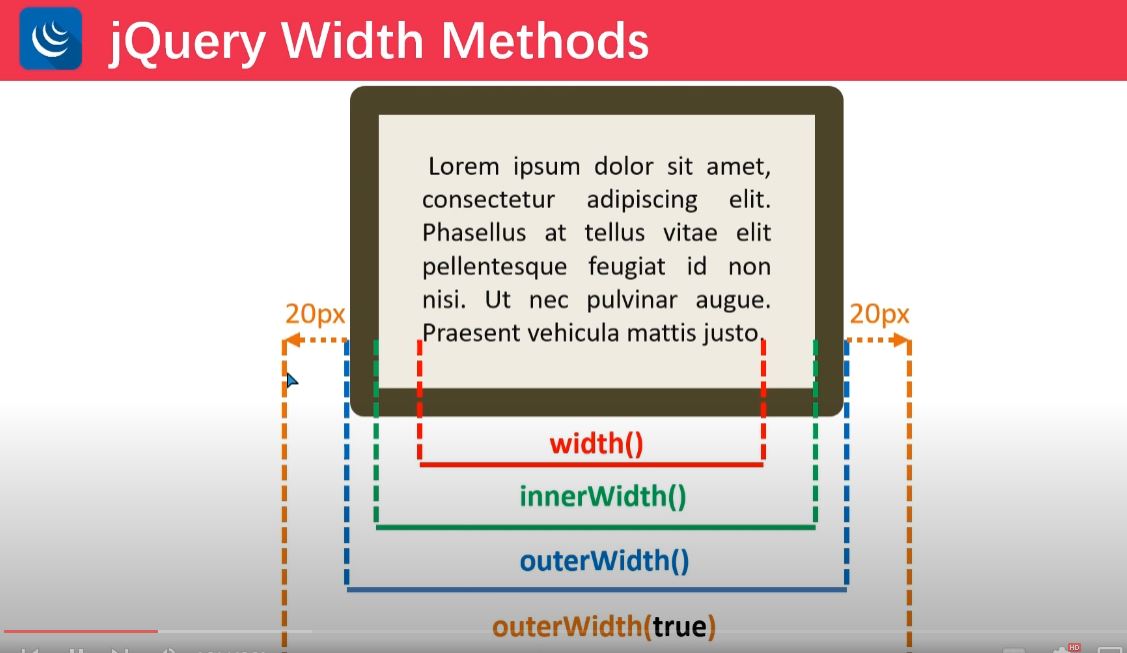 jQuery Width Methods
Lorem ipsum dolor sit amet,
consectetur adipiscing elit.
Phasellus at tellus vitae elit
pellentesque feugiat id non
nisi. Ut nec pulvinar augue.
Praesent vehicula mattis justo.
20px
20px
width()
innerWidth()
outerWidth()
outerWidth(true)
HD